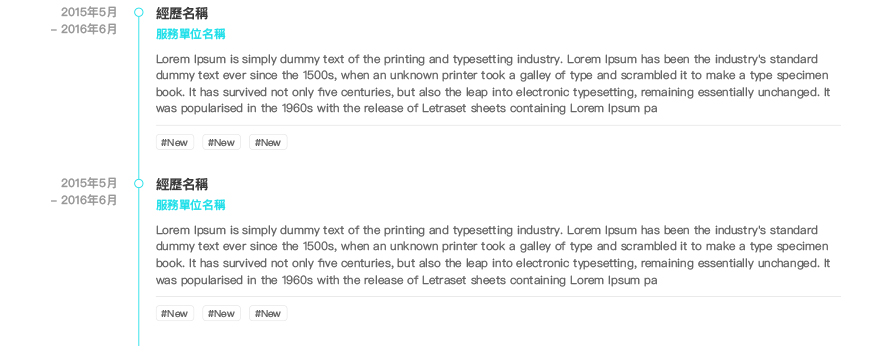 2015年5月
– 2016年6月
經歷名稱
服務單位名稱
Lorem Ipsum is simply dummy text of the printing and typesetting industry. Lorem Ipsum has been the industry's standard
dummy text ever since the 1500s, when an unknown printer took a galley of type and scrambled it to make a type specimen
book. It has survived not only five centuries, but also the leap into electronic typesetting, remaining essentially unchanged. It
was popularised in the 1960s with the release of Letraset sheets containing Lorem Ipsum pa
#New #New #New
2015年5月
– 2016年6月
經歷名稱
服務單位名稱
Lorem Ipsum is simply dummy text of the printing and typesetting industry. Lorem Ipsum has been the industry's standard
dummy text ever since the 1500s, when an unknown printer took a galley of type and scrambled it to make a type specimen
book. It has survived not only five centuries, but also the leap into electronic typesetting, remaining essentially unchanged. It
was popularised in the 1960s with the release of Letraset sheets containing Lorem Ipsum pa
#New #New #New